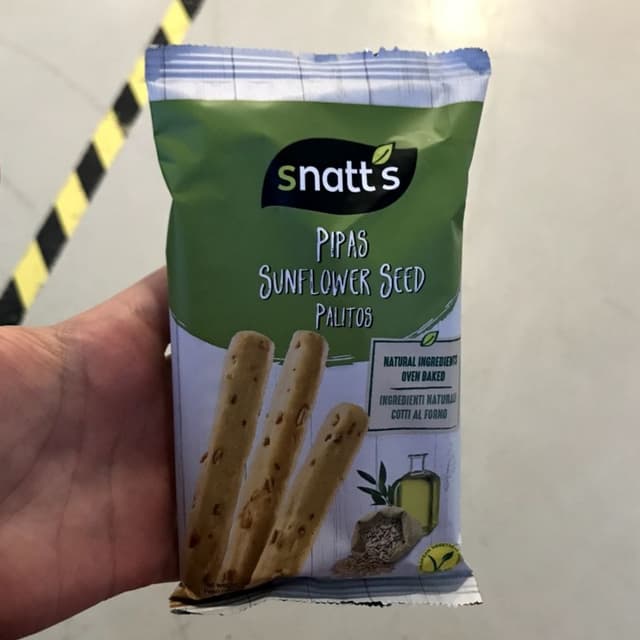 snatt's
PIPAS
SUNFLOWER SEED
PALITOS
NATURAL INGREDIENTS
OVEN BAKED
INGREDIENTI NATURALI
COTTI AL FORNO